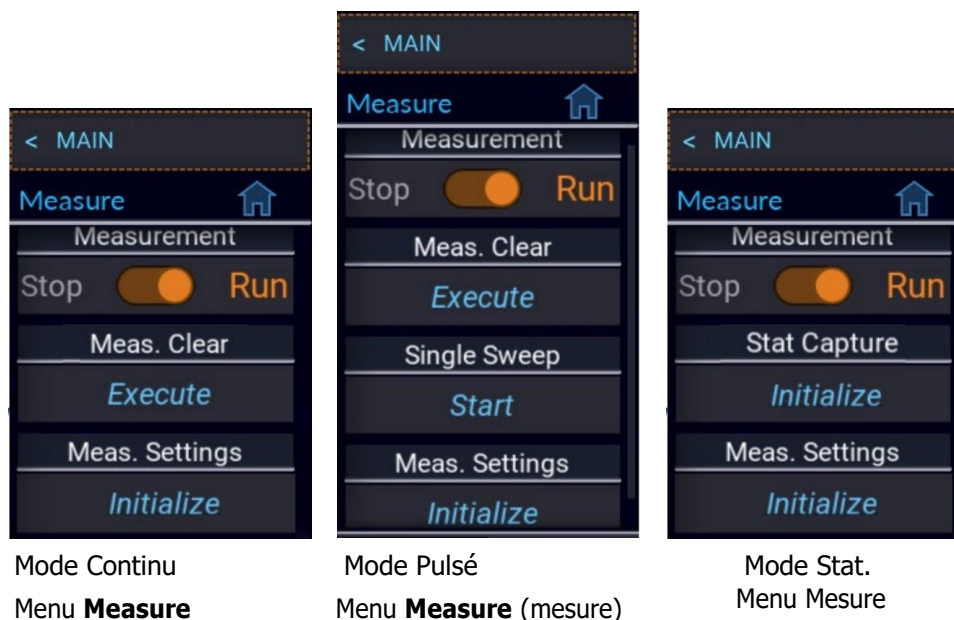 < MAIN
Measure
Measurement
Stop Run
Meas. Clear
Execute
Meas. Settings
Initialize
Mode Continu
Menu Measure
< MAIN
Measure
Measurement
Stop Run
Meas. Clear
Execute
Single Sweep
Start
Meas. Settings
Initialize
Mode Pulsé
Menu Measure (mesure)
< MAIN
Measure
Measurement
Stop Run
Stat Capture
Initialize
Meas. Settings
Initialize
Mode Stat.
Menu Mesure